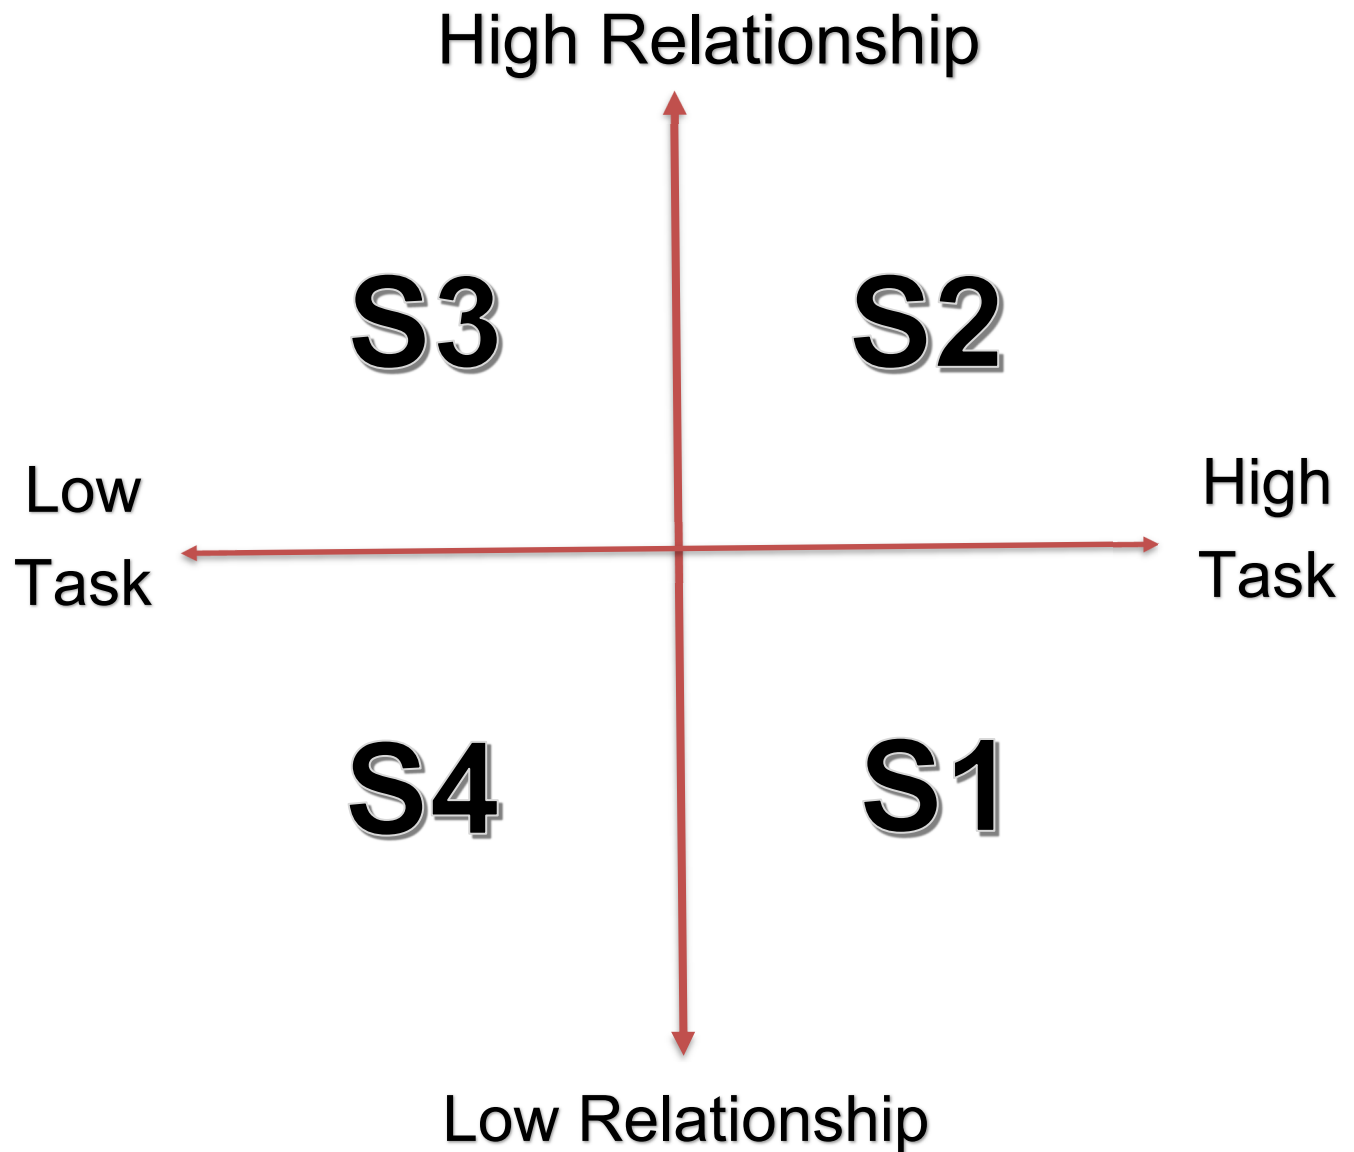 High Relationship
S3
S2
Low
Task
High
Task
S4
S1
Low Relationship